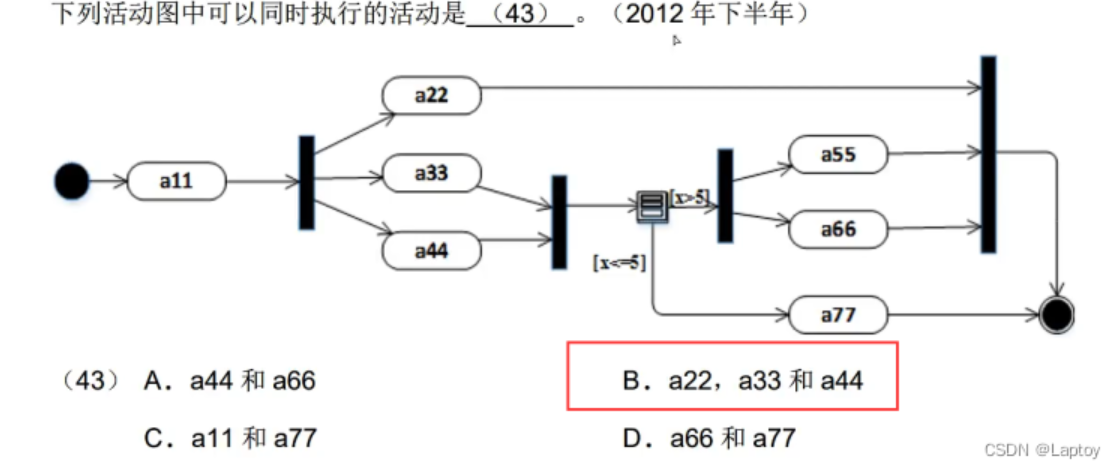 下列活动图中可以同时执行的活动是 （43） 。（2012 年下半年）
a22
a11
a33
a44
[x>5]
a55
a66
[x<=5]
a77
（43） A．a44 和 a66
B．a22，a33 和 a44
C．a11 和 a77
D．a66 和 a77
CSDN @Laptoy